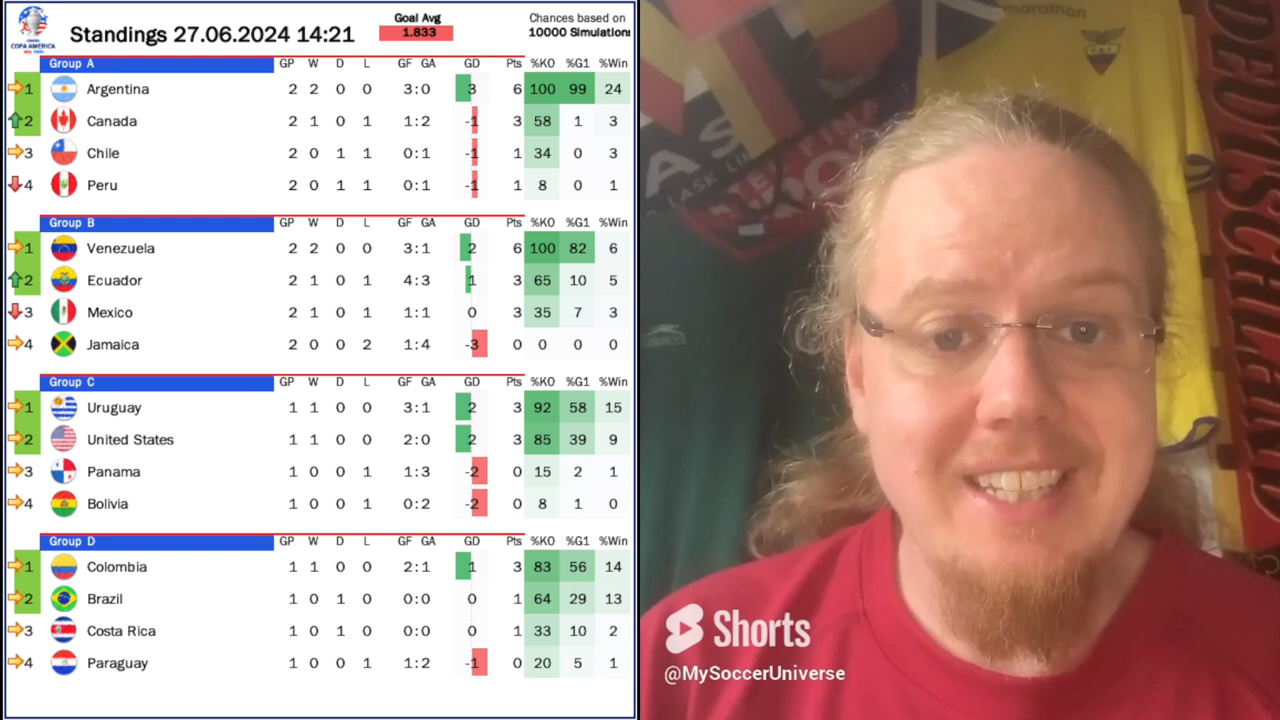 COPA AMERICA
Standings 27.06.2024 14:21
Goal Avg
1.833
Chances based on
10000 Simulations
Group A GP W D L GF GA GD Pts %KO %G1 %Win
1 Argentina 2 2 0 0 3:0 3 6 100 99 24
2 Canada 2 1 0 1 1:2 -1 3 58 1 3
3 Chile 2 0 1 1 0:1 -1 1 34 0 3
4 Peru 2 0 1 1 0:1 -1 1 8 0 1
Group B GP W D L GF GA GD Pts %KO %G1 %Win
1 Venezuela 2 2 0 0 3:1 2 6 100 82 6
2 Ecuador 2 1 0 1 4:3 1 3 65 10 5
3 Mexico 2 1 0 1 1:1 0 3 35 7 3
4 Jamaica 2 0 0 2 1:4 -3 0 0 0 0
Group C GP W D L GF GA GD Pts %KO %G1 %Win
1 Uruguay 1 1 0 0 3:1 2 3 92 58 15
2 United States 1 1 0 0 2:0 2 3 85 39 9
3 Panama 1 0 0 1 1:3 -2 0 15 2 1
4 Bolivia 1 0 0 1 0:2 -2 0 8 1 0
Group D GP W D L GF GA GD Pts %KO %G1 %Win
1 Colombia 1 1 0 0 2:1 1 3 83 56 14
2 Brazil 1 0 1 0 0:0 0 1 64 29 13
3 Costa Rica 1 0 1 0 0:0 0 1 33 10 2
4 Paraguay 1 0 0 1 1:2 -1 0 20 5 1
marathon
DEUTSCHLAND
Shorts
@MySoccerUniverse